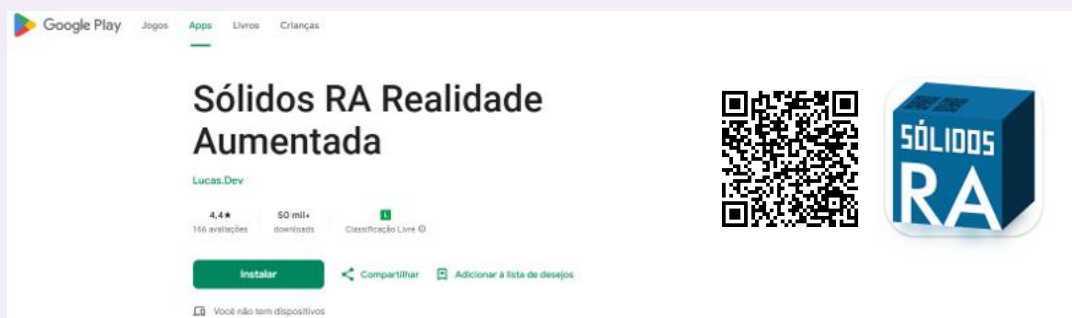 Google Play Jogos Apps Livros Crianças
Sólidos RA Realidade
Aumentada
Lucas.Dev
4,4★ 50 mil+ L
166 avaliações downloads Classificação Livre
Instalar Compartilhar Adicionar à lista de desejos
Você não tem dispositivos
SÓLIDOS
RA